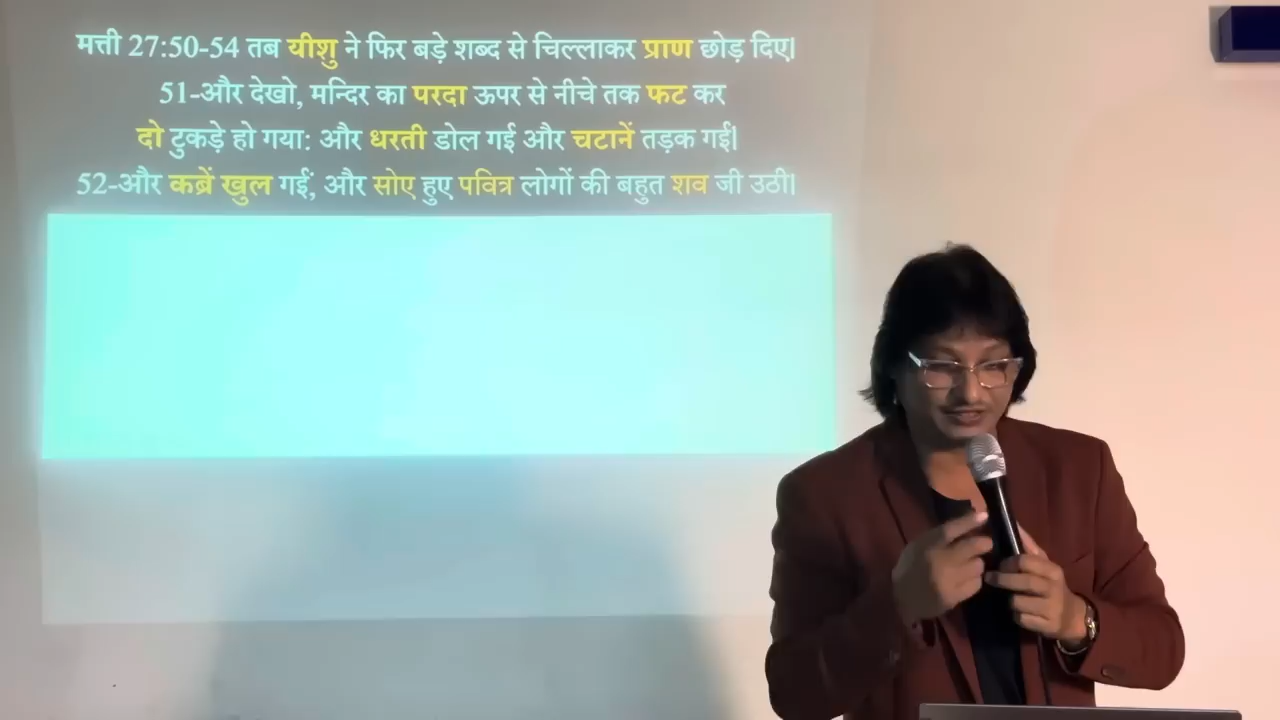 मत्ती 27:50-54 तब यीशु ने फिर बड़े शब्द से चिल्लाकर प्राण छोड़ दिए।
51-और देखो, मन्दिर का परदा ऊपर से नीचे तक फट कर
दो टुकड़े हो गया: और धरती डोल गई और चटानें तड़क गई।
52-और कब्रें खुल गईं; और सोए हुए पवित्र लोगों की बहुत शव जी उठी।